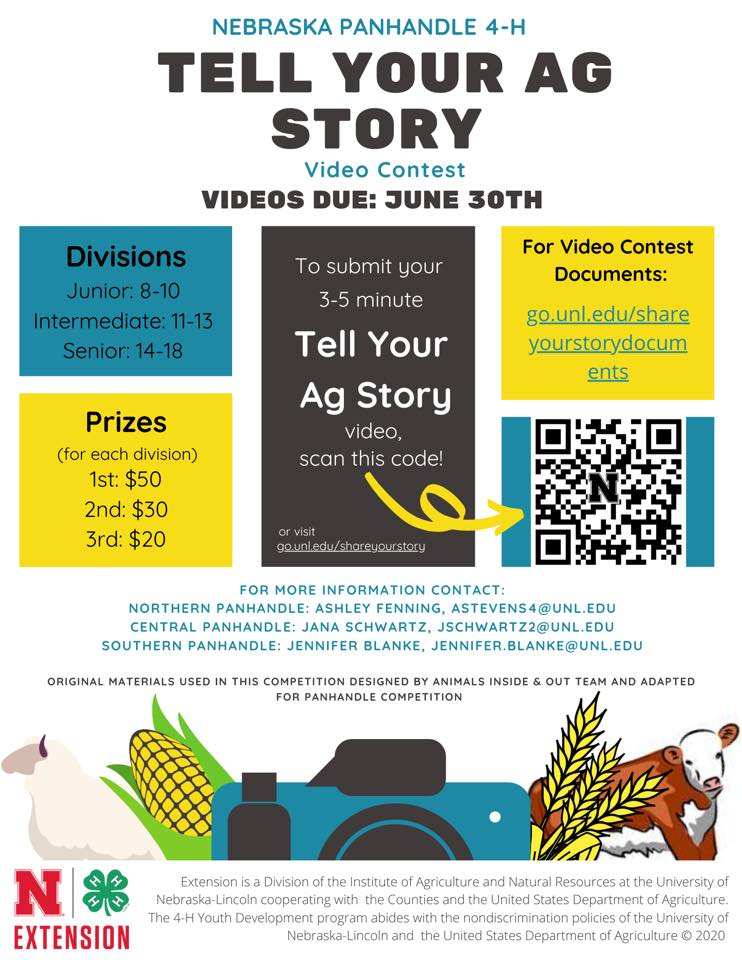 NEBRASKA PANHANDLE 4-H
TELL YOUR AG
STORY
Video Contest
VIDEOS DUE: JUNE 30TH
Divisions
Junior: 8-10
Intermediate: 11-13
Senior: 14-18
Prizes
(for each division)
1st: $50
2nd: $30
3rd: $20
To submit your
3-5 minute
Tell Your
Ag Story
video,
scan this code!
or visit
go.unl.edu/shareyourstory
For Video Contest
Documents:
go.unl.edu/share
yourstorydocum
ents
N
FOR MORE INFORMATION CONTACT:
NORTHERN PANHANDLE: ASHLEY FENNING, ASTEVENS4@UNL.EDU
CENTRAL PANHANDLE: JANA SCHWARTZ, JSCHWARTZ2@UNL.EDU
SOUTHERN PANHANDLE: JENNIFER BLANKE, JENNIFER.BLANKE@UNL.EDU
ORIGINAL MATERIALS USED IN THIS COMPETITION DESIGNED BY ANIMALS INSIDE & OUT TEAM AND ADAPTED
FOR PANHANDLE COMPETITION
N
H H H H
EXTENSION
Extension is a Division of the Institute of Agriculture and Natural Resources at the University of
Nebraska-Lincoln cooperating with the Counties and the United States Department of Agriculture.
The 4-H Youth Development program abides with the nondiscrimination policies of the University of
Nebraska-Lincoln and the United States Department of Agriculture © 2020